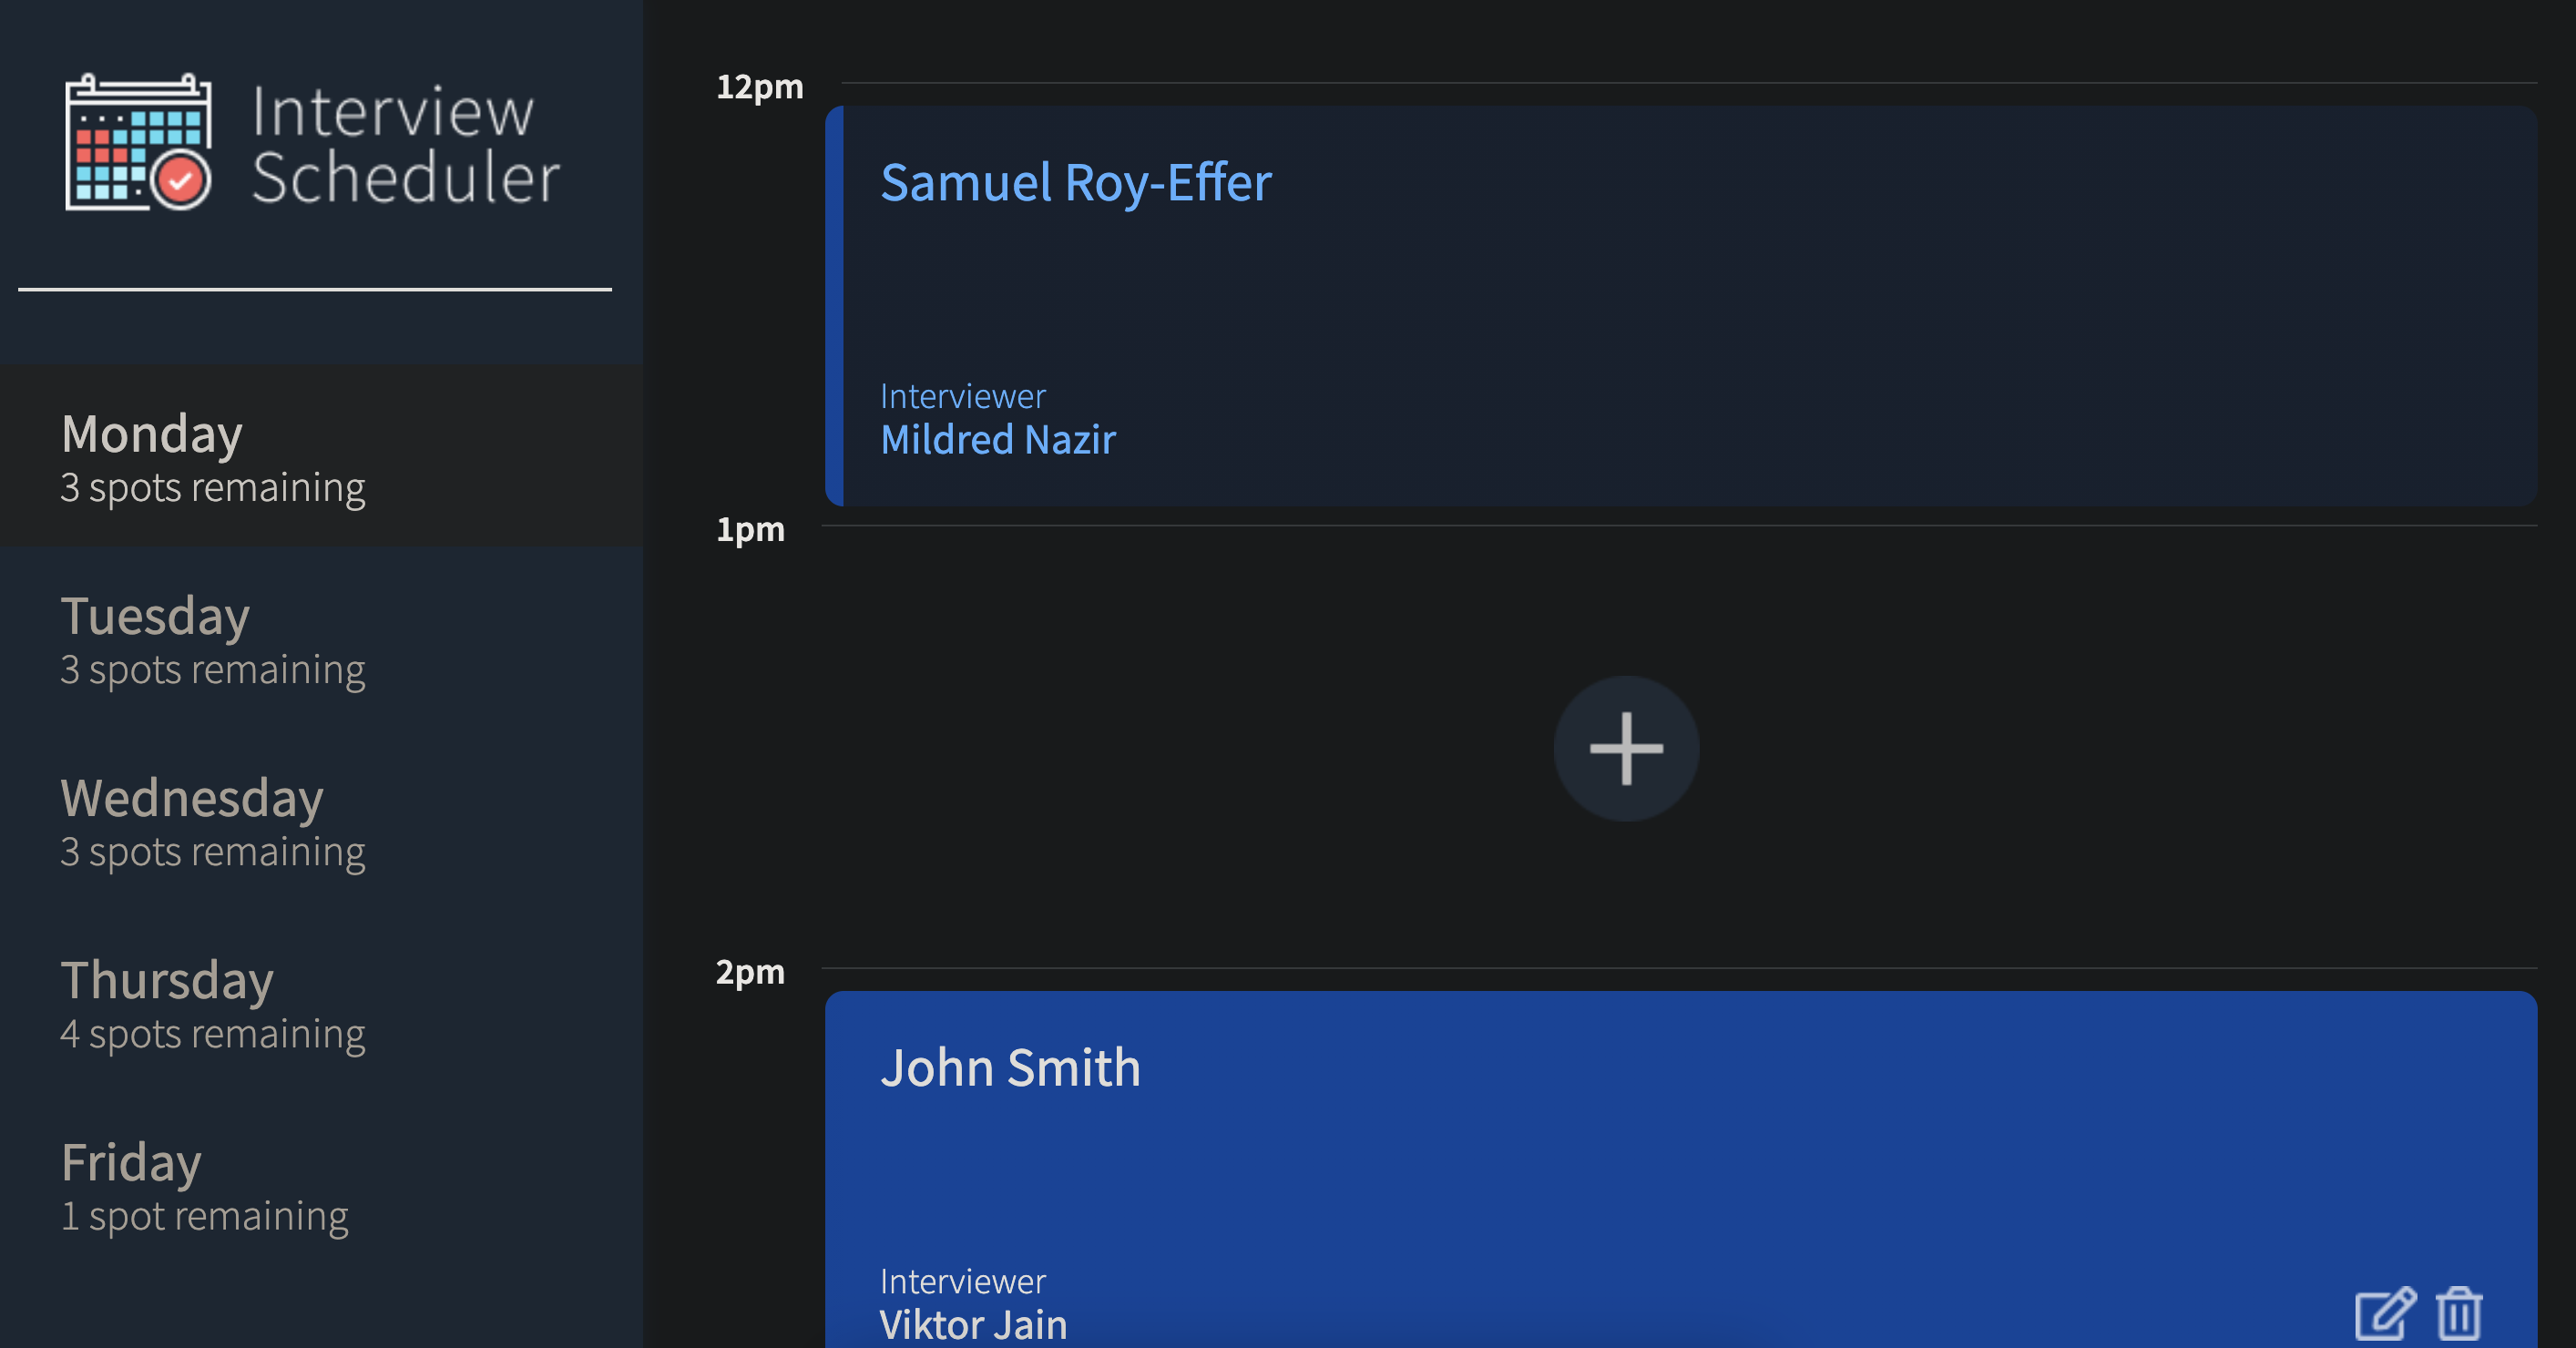 Interview
Scheduler
Monday
3 spots remaining
Tuesday
3 spots remaining
Wednesday
3 spots remaining
Thursday
4 spots remaining
Friday
1 spot remaining
12pm
Samuel Roy-Effer
Interviewer
Mildred Nazir
1pm
2pm
John Smith
Interviewer
Viktor Jain